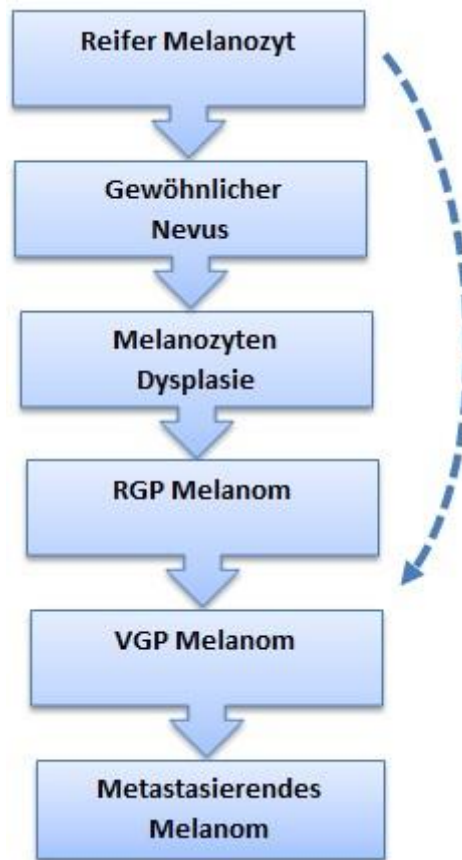 Reifer Melanozyt
Gewöhnlicher
Nevus
Melanozyten
Dysplasie
RGP Melanom
VGP Melanom
Metastasierendes
Melanom